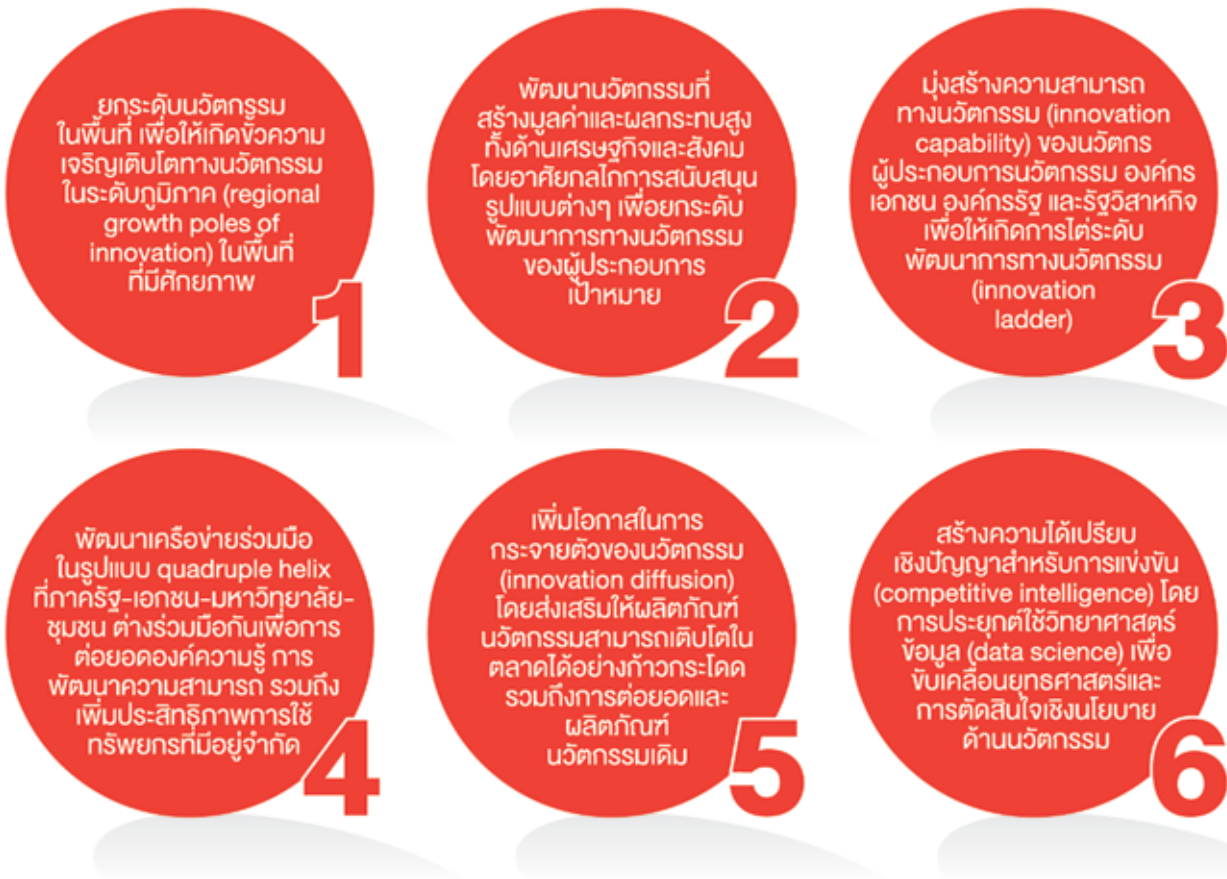 ยกระดับนวัตกรรม
ในพื้นที่ เพื่อให้เกิดขั้วความ
เจริญเติบโตทางนวัตกรรม
ในระดับภูมิภาค (regional
growth poles of
innovation) ในพื้นที่
ที่มีศักยภาพ
1
พัฒนานวัตกรรมที่
สร้างมูลค่าและผลกระทบสูง
ทั้งด้านเศรษฐกิจและสังคม
โดยอาศัยกลไกการสนับสนุน
รูปแบบต่างๆ เพื่อยกระดับ
พัฒนาการทางนวัตกรรม
ของผู้ประกอบการ
เป้าหมาย
2
มุ่งสร้างความสามารถ
ทางนวัตกรรม (innovation
capability) ของนวัตกร
ผู้ประกอบการนวัตกรรม องค์กร
เอกชน องค์กรรัฐ และรัฐวิสาหกิจ
เพื่อให้เกิดการไต่ระดับ
พัฒนาการทางนวัตกรรม
(innovation
ladder)
3
พัฒนาเครือข่ายร่วมมือ
ในรูปแบบ quadruple helix
ที่ภาครัฐ-เอกชน-มหาวิทยาลัย-
ชุมชน ต่างร่วมมือกันเพื่อการ
ต่อยอดองค์ความรู้ การ
พัฒนาความสามารถ รวมถึง
เพิ่มประสิทธิภาพการใช้
ทรัพยกรที่มีอยู่จำกัด
4
เพิ่มโอกาสในการ
กระจายตัวของนวัตกรรม
(innovation diffusion)
โดยส่งเสริมให้ผลิตภัณฑ์
นวัตกรรมสามารถเติบโตใน
ตลาดได้อย่างก้าวกระโดด
รวมถึงการต่อยอดและ
ผลิตภัณฑ์
นวัตกรรมเดิม
5
สร้างความได้เปรียบ
เชิงปัญญาสำหรับการแข่งขัน
(competitive intelligence) โดย
การประยุกต์ใช้วิทยาศาสตร์
ข้อมูล (data science) เพื่อ
ขับเคลื่อนยุทธศาสตร์และ
การตัดสินใจเชิงนโยบาย
ด้านนวัตกรรม
6